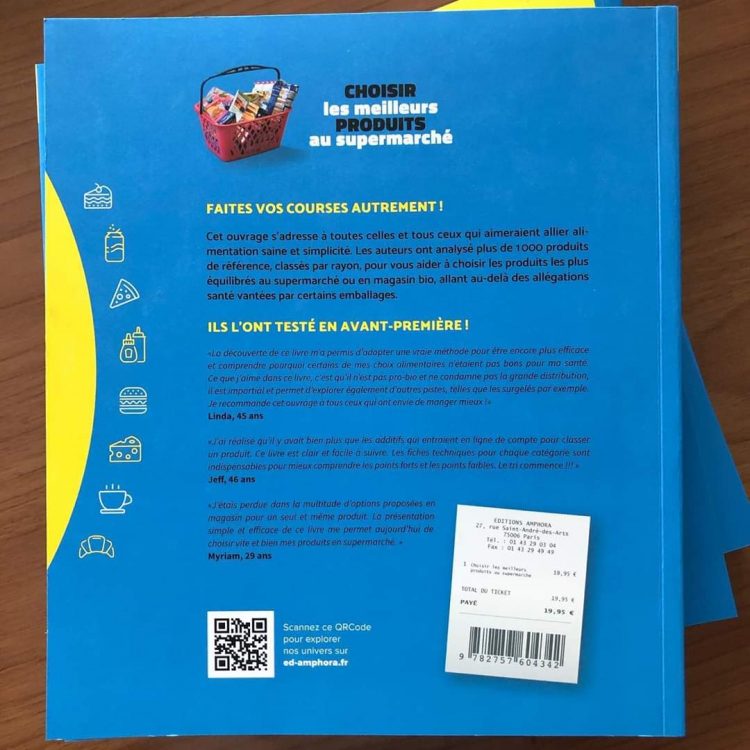 CHOISIR
les meilleurs
PRODUITS
au supermarché
FAITES VOS COURSES AUTREMENT !
Cet ouvrage s'adresse à toutes celles et tous ceux qui aimeraient allier ali-
mentation saine et simplicité. Les auteurs ont analysé plus de 1000 produits
de référence, classés par rayon, pour vous aider à choisir les produits les plus
équilibrés au supermarché ou en magasin bio, allant au-delà des allégations
santé vantées par certains emballages.
ILS L'ONT TESTÉ EN AVANT-PREMIÈRE !
«La découverte de ce livre m'a permis d'adopter une vraie méthode pour être encore plus efficace
et comprendre pourquoi certains de mes choix alimentaires n'étaient pas bons pour ma santé.
Ce que j'aime dans ce livre, c'est qu'il n'est pas pro-bio et ne condamne pas la grande distribution,
il est impartial et permet d'explorer également d'autres pistes, telles que les surgelés par exemple.
Je recommande cet ouvrage à tous ceux qui ont envie de manger mieux !»
Linda, 45 ans
«J'ai réalisé qu'il y avait bien plus que les additifs qui entraient en ligne de compte pour classer
un produit. Ce livre est clair et facile à suivre. Les fiches techniques pour chaque catégorie sont
indispensables pour mieux comprendre les points forts et les points faibles. Le tri commence !!! »
Jeff, 46 ans
«J'étais perdue dans la multitude d'options proposées en
magasin pour un seul et même produit. La présentation
simple et efficace de ce livre me permet aujourd'hui de
choisir vite et bien mes produits en supermarché. »
Myriam, 29 ans
Scannez ce QRCode
pour explorer
nos univers sur
ed-amphora.fr
EDITIONS AMPHORA
27, rue Saint-André-des-Arts
75006 Paris
Tél. : 01 43 29 03 04
Fax : 01 43 29 49 49
1 Choisir les meilleurs 19,95 €
produits au supermarche
TOTAL DU TICKET 19,95 €
PAYÉ 19,95 €
9 782757 604342